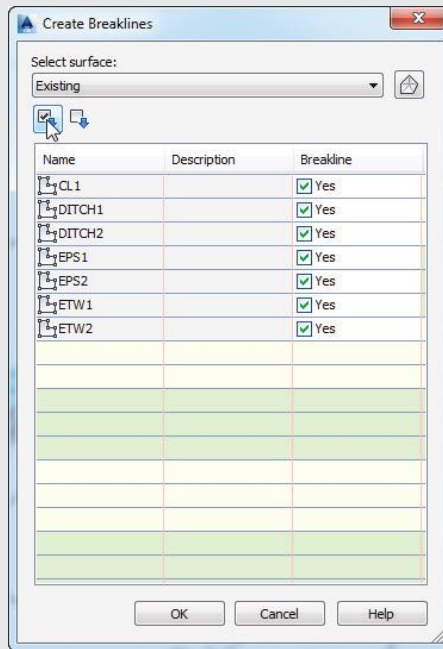 Create Breaklines
Select surface:
Existing
Name Description Breakline
CL1 Yes
DITCH1 Yes
DITCH2 Yes
EPS1 Yes
EPS2 Yes
ETW1 Yes
ETW2 Yes
OK Cancel Help